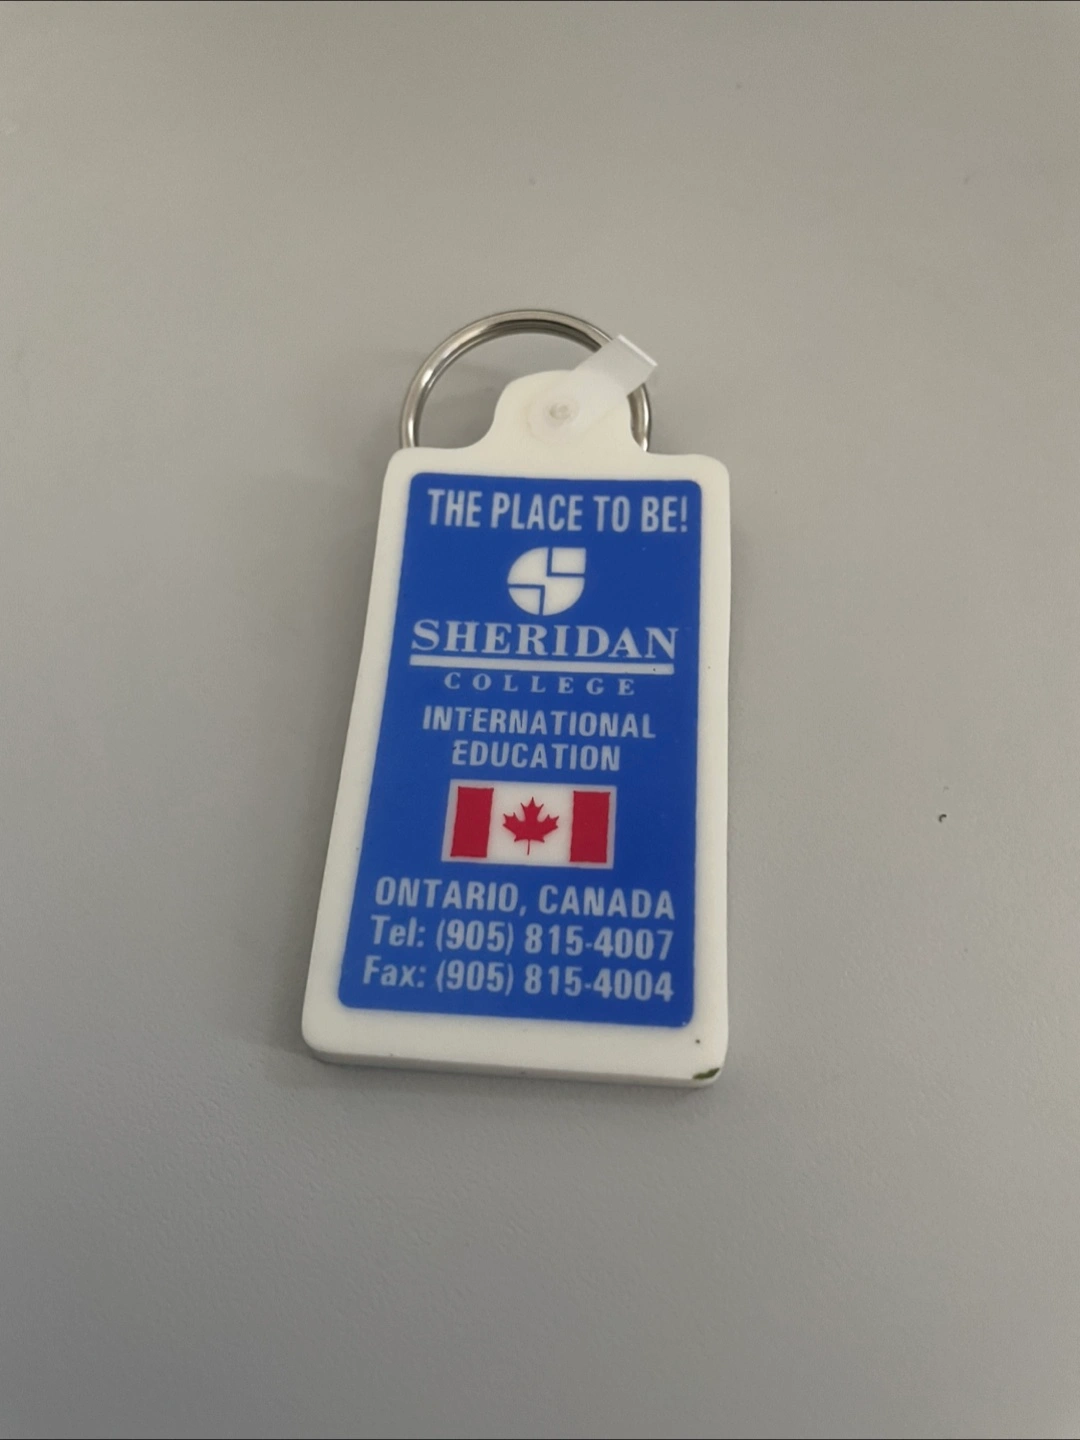 THE PLACE TO BE!
SHERIDAN
COLLEGE
INTERNATIONAL
EDUCATION
ONTARIO, CANADA
Tel: (905) 815-4007
Fax: (905) 815-4004